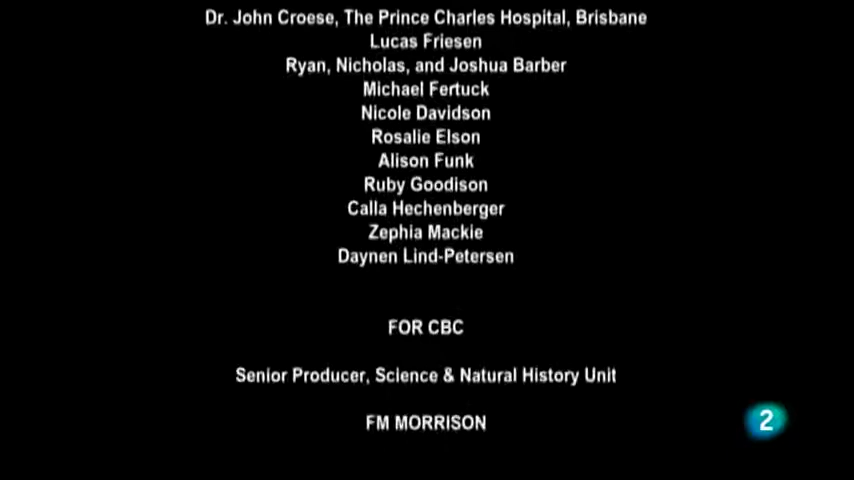 Dr. John Croese, The Prince Charles Hospital, Brisbane
Lucas Friesen
Ryan, Nicholas, and Joshua Barber
Michael Fertuck
Nicole Davidson
Rosalie Elson
Alison Funk
Ruby Goodison
Calla Hechenberger
Zephia Mackie
Daynen Lind-Petersen
FOR CBC
Senior Producer, Science & Natural History Unit
FM MORRISON
2